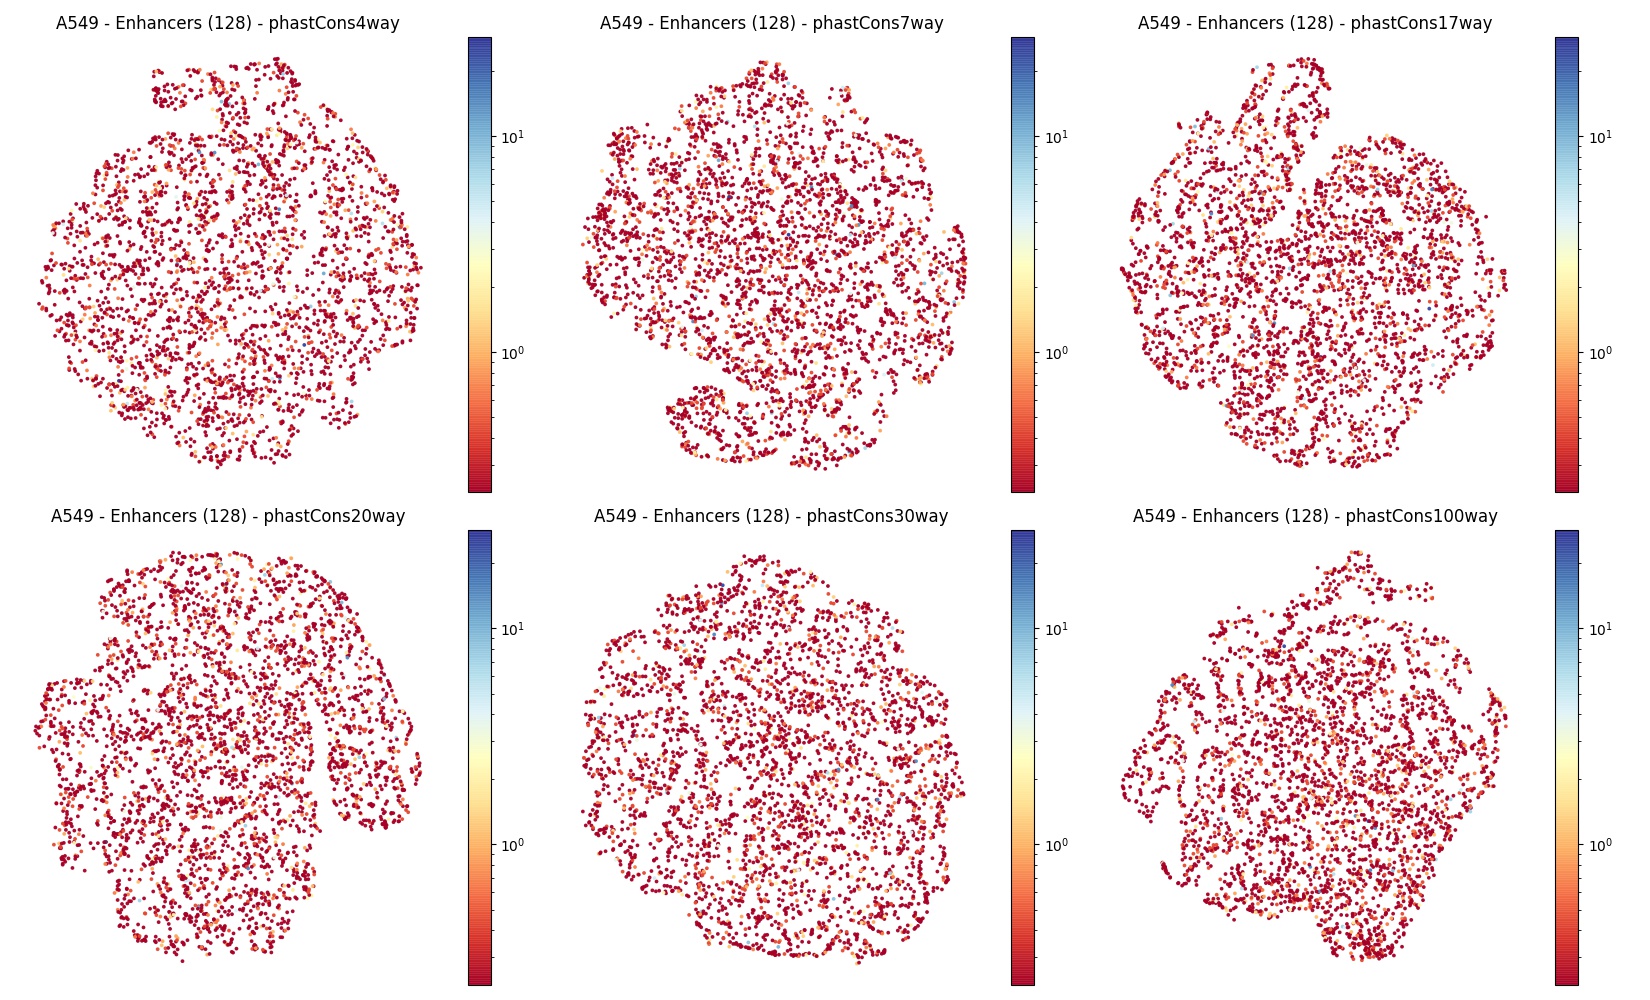 A549 - Enhancers (128) - phastCons4way
A549 - Enhancers (128) - phastCons7way
A549 - Enhancers (128) - phastCons17way
10¹
10⁰
10¹
10⁰
10¹
10⁰
A549 - Enhancers (128) - phastCons20way
A549 - Enhancers (128) - phastCons30way
A549 - Enhancers (128) - phastCons100way
10¹
10⁰
10¹
10⁰
10¹
10⁰